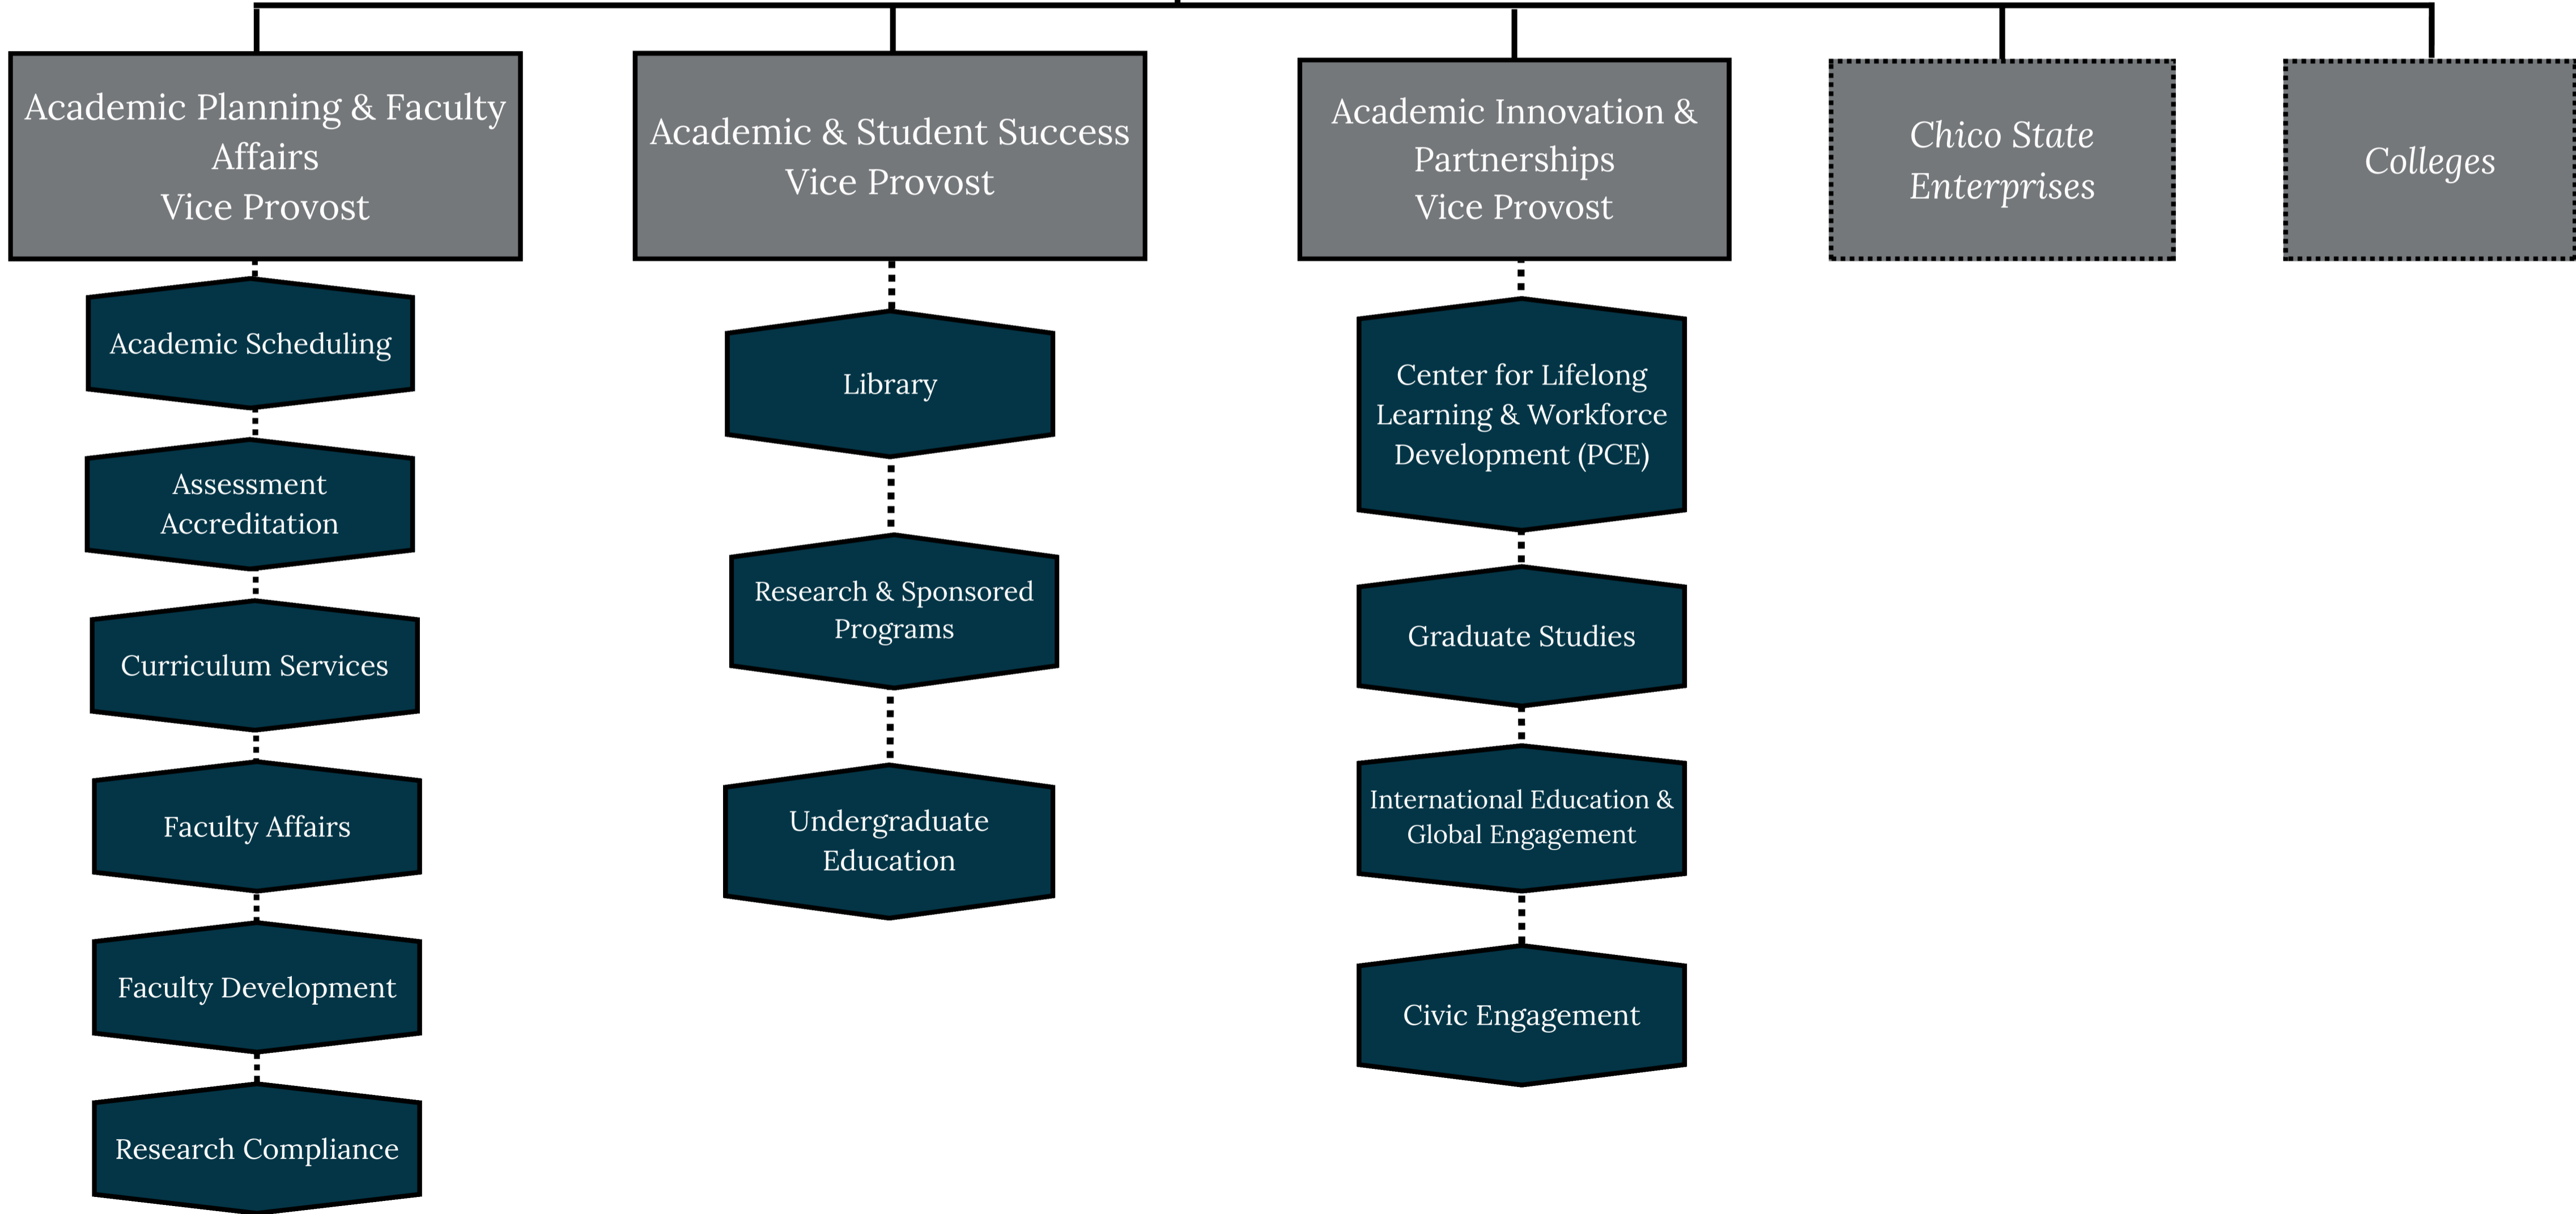 Academic Planning & Faculty
Affairs
Vice Provost
Academic Scheduling
Assessment
Accreditation
Curriculum Services
Faculty Affairs
Faculty Development
Research Compliance
Academic & Student Success
Vice Provost
Library
Research & Sponsored
Programs
Undergraduate
Education
Academic Innovation &
Partnerships
Vice Provost
Center for Lifelong
Learning & Workforce
Development (PCE)
Graduate Studies
International Education &
Global Engagement
Civic Engagement
Chico State
Enterprises
Colleges